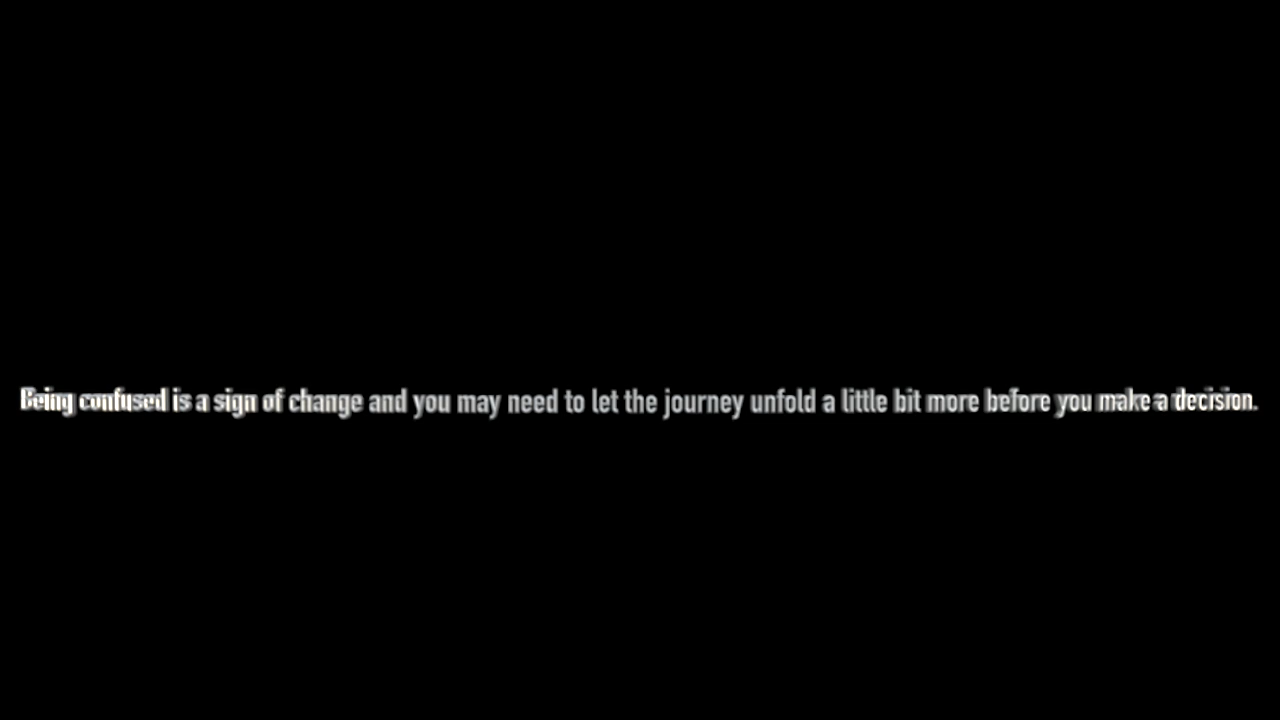 Being confused is a sign of change and you may need to let the journey unfold a little bit more before you make a decision.